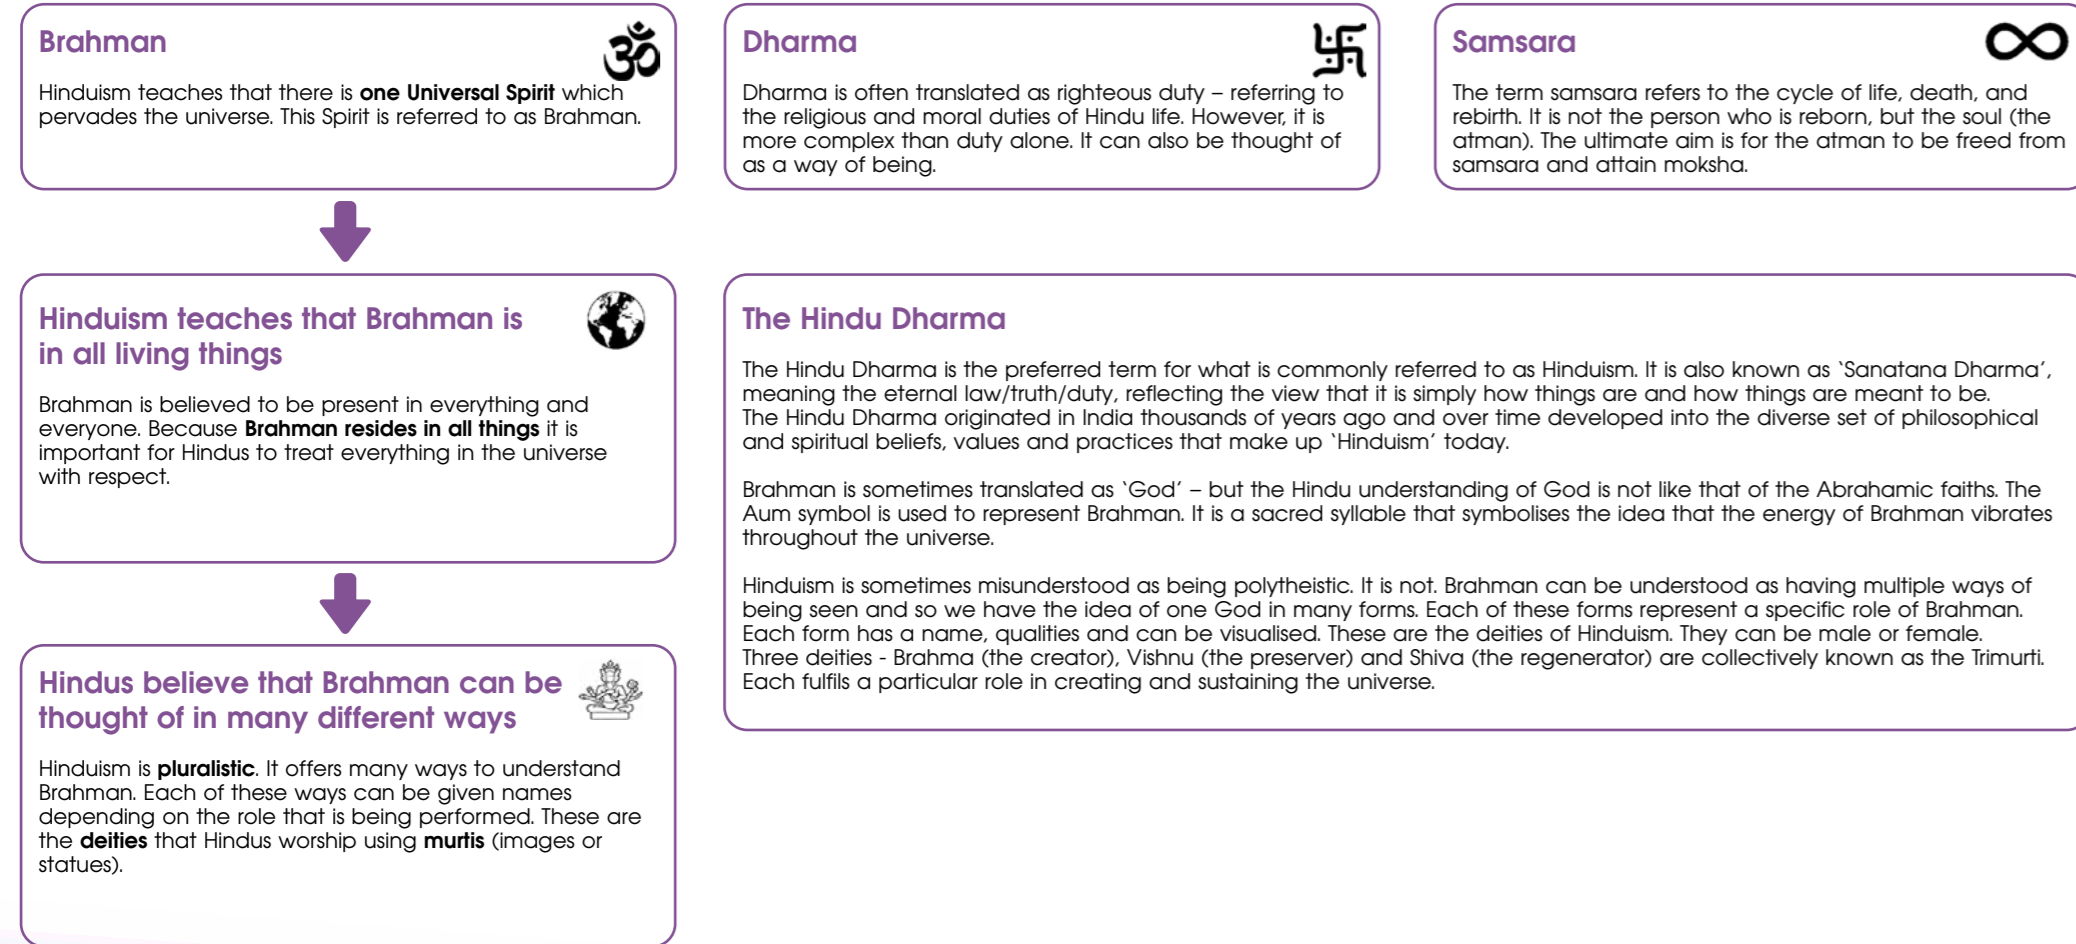 Brahman
Hinduism teaches that there is one Universal Spirit which
pervades the universe. This Spirit is referred to as Brahman.
Dharma
Dharma is often translated as righteous duty – referring to
the religious and moral duties of Hindu life. However, it is
more complex than duty alone. It can also be thought of
as a way of being.
Samsara
The term samsara refers to the cycle of life, death, and
rebirth. It is not the person who is reborn, but the soul (the
atman). The ultimate aim is for the atman to be freed from
samsara and attain moksha.
Hinduism teaches that Brahman is
in all living things
Brahman is believed to be present in everything and
everyone. Because Brahman resides in all things it is
important for Hindus to treat everything in the universe
with respect.
Hindus believe that Brahman can be
thought of in many different ways
Hinduism is pluralistic. It offers many ways to understand
Brahman. Each of these ways can be given names
depending on the role that is being performed. These are
the deities that Hindus worship using murtis (images or
statues).
The Hindu Dharma
The Hindu Dharma is the preferred term for what is commonly referred to as Hinduism. It is also known as ‘Sanatana Dharma’,
meaning the eternal law/truth/duty, reflecting the view that it is simply how things are and how things are meant to be.
The Hindu Dharma originated in India thousands of years ago and over time developed into the diverse set of philosophical
and spiritual beliefs, values and practices that make up ‘Hinduism’ today.
Brahman is sometimes translated as ‘God’ – but the Hindu understanding of God is not like that of the Abrahamic faiths. The
Aum symbol is used to represent Brahman. It is a sacred syllable that symbolises the idea that the energy of Brahman vibrates
throughout the universe.
Hinduism is sometimes misunderstood as being polytheistic. It is not. Brahman can be understood as having multiple ways of
being seen and so we have the idea of one God in many forms. Each of these forms represent a specific role of Brahman.
Each form has a name, qualities and can be visualised. These are the deities of Hinduism. They can be male or female.
Three deities - Brahma (the creator), Vishnu (the preserver) and Shiva (the regenerator) are collectively known as the Trimurti.
Each fulfils a particular role in creating and sustaining the universe.